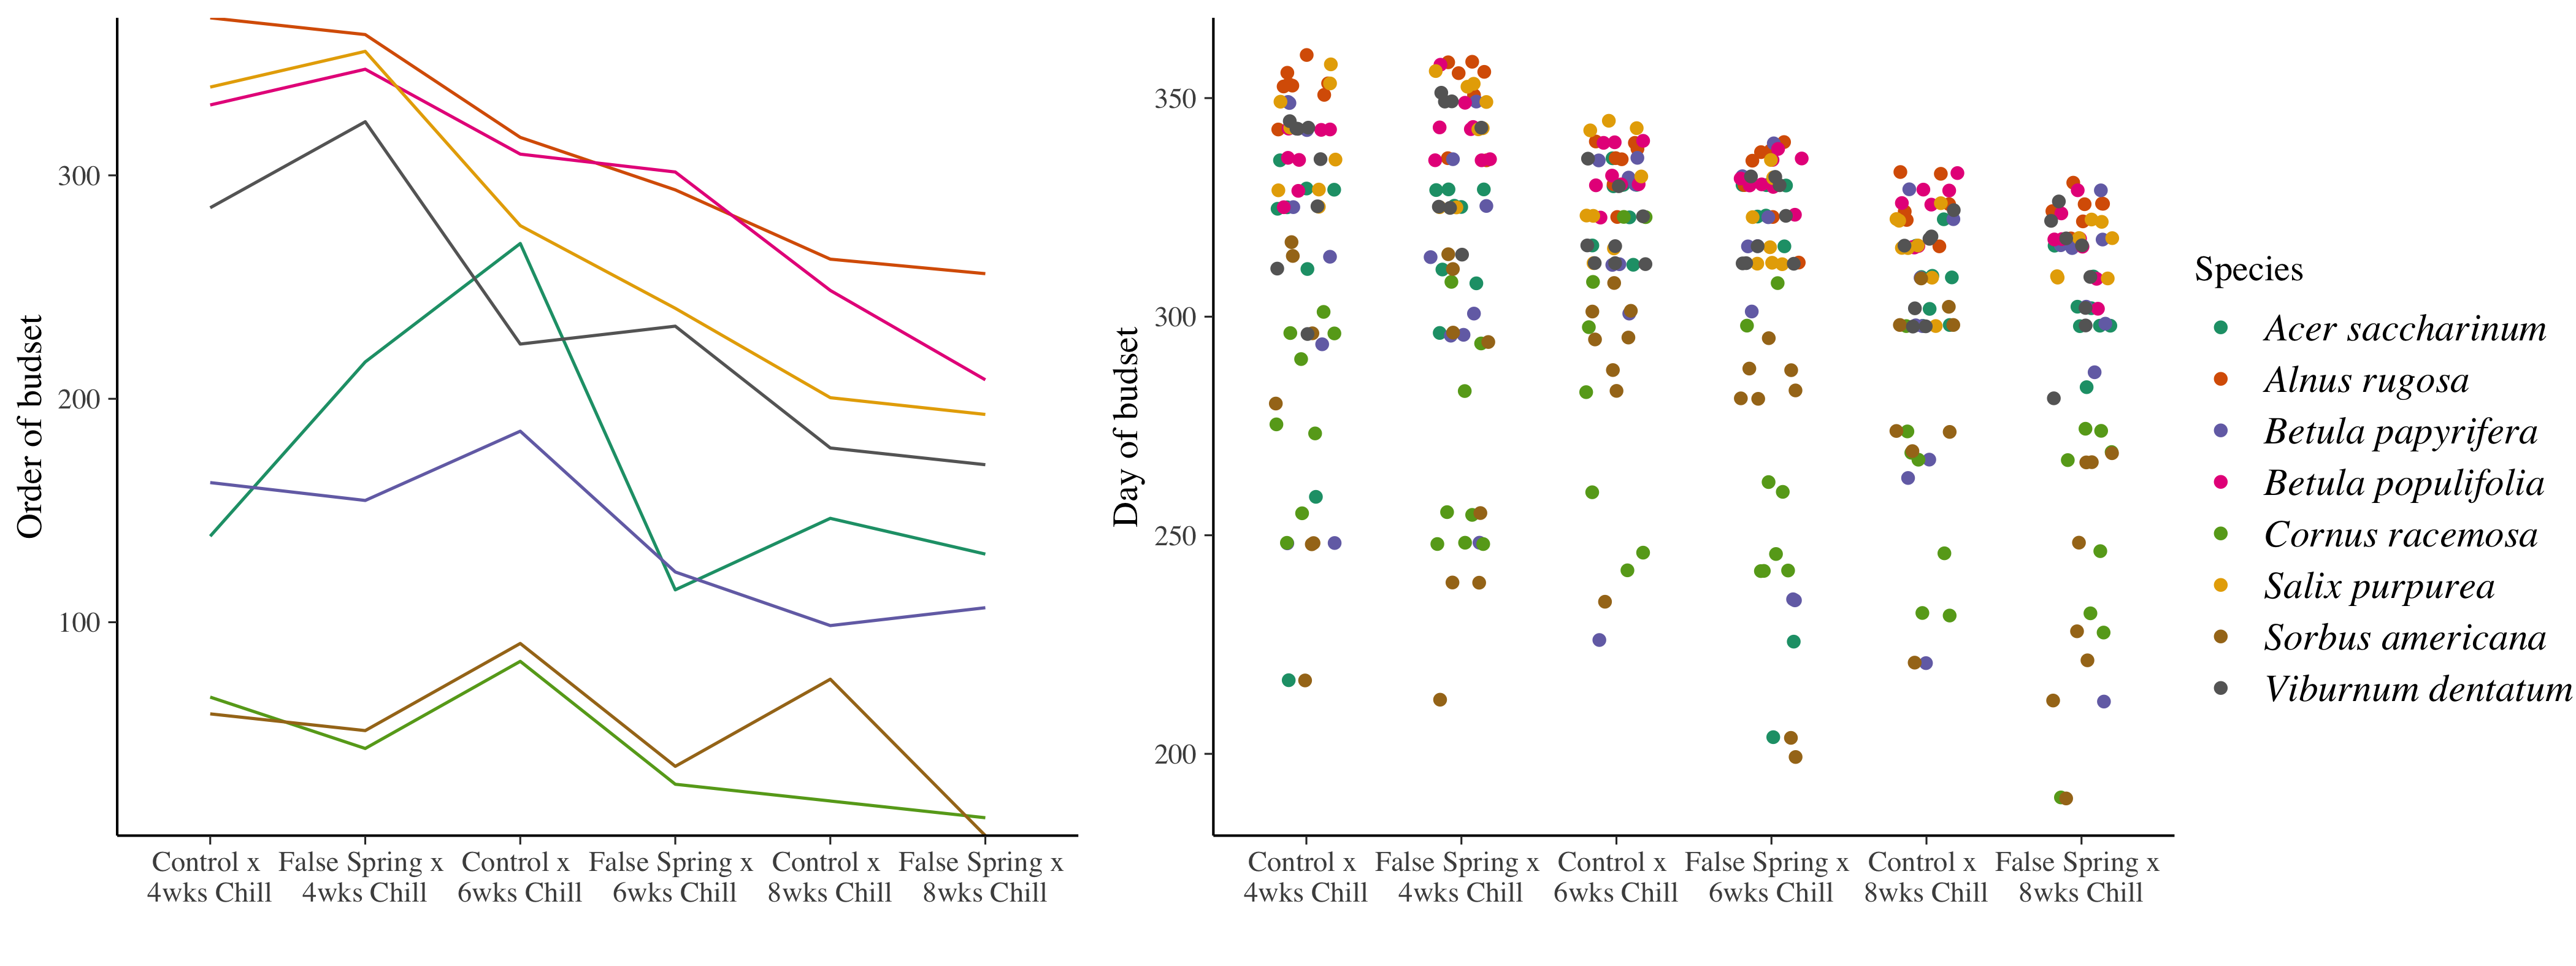 Order of budset
300
200
100
Control x
4wks Chill
False Spring x
4wks Chill
Control x
6wks Chill
False Spring x
6wks Chill
Control x
8wks Chill
False Spring x
8wks Chill
Day of budset
350
300
250
200
Control x
4wks Chill
False Spring x
4wks Chill
Control x
6wks Chill
False Spring x
6wks Chill
Control x
8wks Chill
False Spring x
8wks Chill
Species
Acer saccharinum
Alnus rugosa
Betula papyrifera
Betula populifolia
Cornus racemosa
Salix purpurea
Sorbus americana
Viburnum dentatum